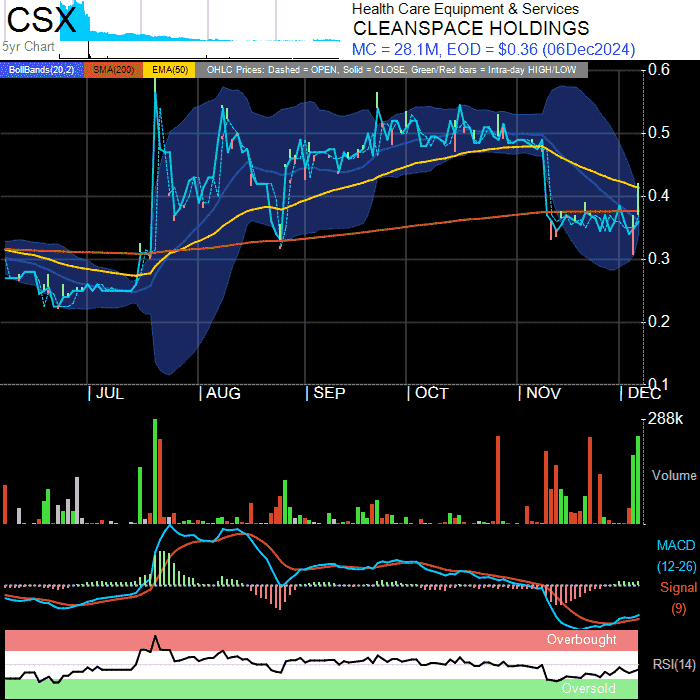 CSX
5yr Chart
Health Care Equipment & Services
CLEANSPACE HOLDINGS
MC = 28.1M, EOD = $0.36 (06Dec2024)
BollBands(20,2) SMA(200) EMA(50) OHLC Prices: Dashed = OPEN, Solid = CLOSE, Green/Red bars = Intra-day HIGH/LOW
0.6
0.5
0.4
0.3
0.2
0.1
| JUL | AUG | SEP | OCT | NOV | DEC
288k
Volume
MACD
(12-26)
Signal
(9)
Overbought
RSI(14)
Oversold